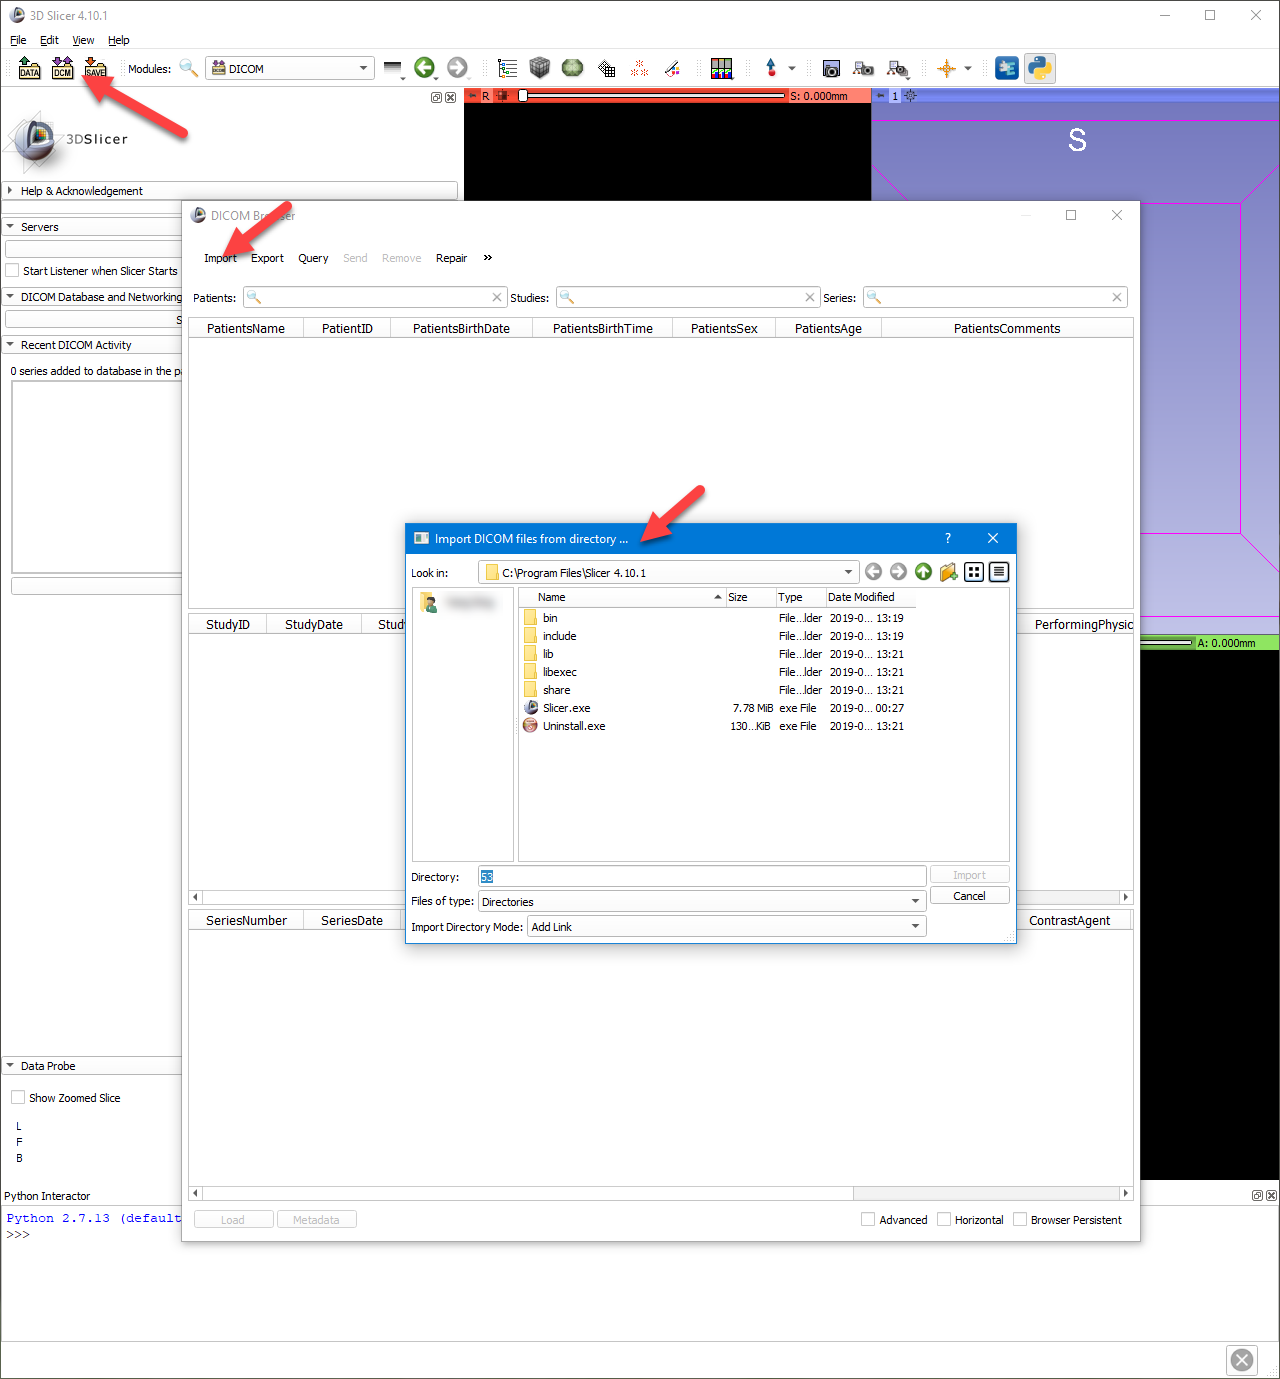 3D Slicer 4.10.1
File Edit View Help
DATA DCM SAVE Modules: DICOM
R S: 0.000mm 1
3DSlicer
S
Help & Acknowledgement
DICOM Browser
Servers
Import Export Query Send Remove Repair »
Start Listener when Slicer Starts
DICOM Database and Networking
Patients: Studies: Series:
S
PatientsName PatientID PatientsBirthDate PatientsBirthTime PatientsSex PatientsAge PatientsComments
Recent DICOM Activity
0 series added to database in the p
Import DICOM files from directory ... ?
Look in: C:\Program Files\Slicer 4.10.1
Name Size Type Date Modified
bin File...lder 2019-0... 13:19
include File...lder 2019-0... 13:19
lib File...lder 2019-0... 13:21
libexec File...lder 2019-0... 13:21
share File...lder 2019-0... 13:21
Slicer.exe 7.78 MiB exe File 2019-0... 00:27
Uninstall.exe 130...KiB exe File 2019-0... 13:21
StudyID StudyDate Stud PerformingPhysic
A: 0.000mm
Directory: 53 Import
Files of type: Directories Cancel
Import Directory Mode: Add Link
SeriesNumber SeriesDate ContrastAgent
Data Probe
Show Zoomed Slice
L
F
B
Python Interactor
Python 2.7.13 (default
>>>
Load Metadata Advanced Horizontal Browser Persistent